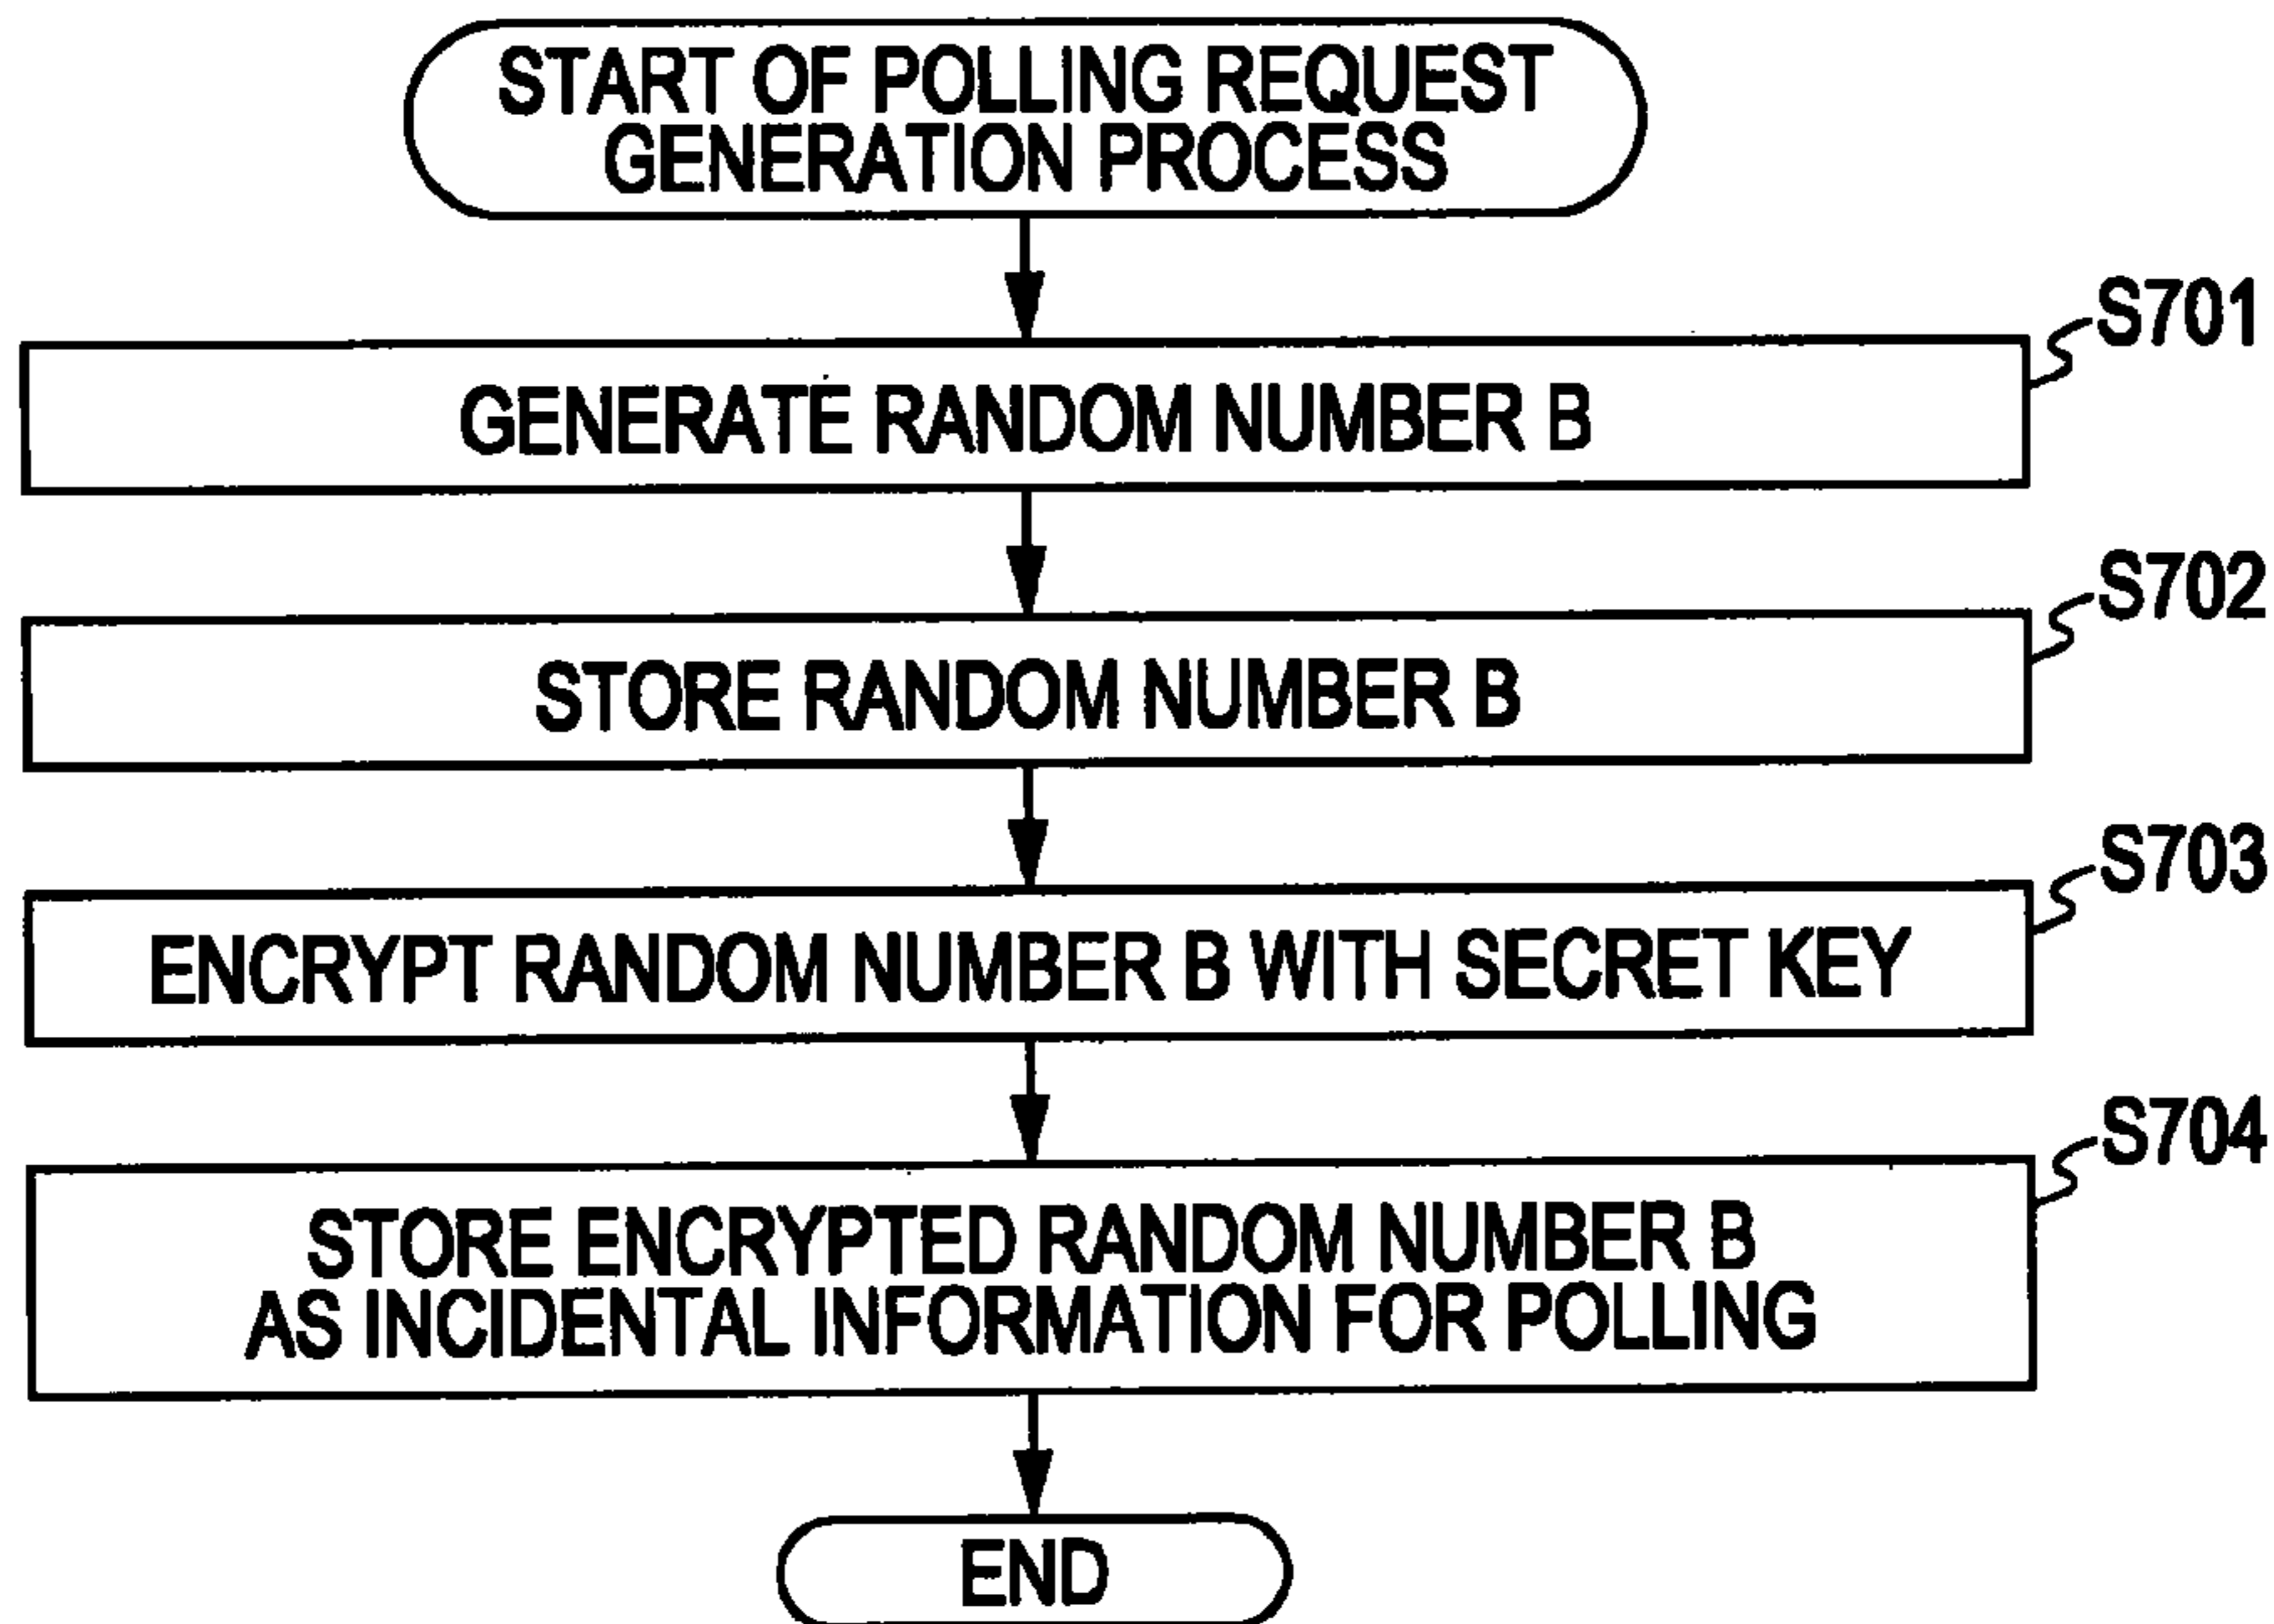 START OF POLLING REQUEST
GENERATION PROCESS
S701
GENERATE RANDOM NUMBER B
S702
STORE RANDOM NUMBER B
S703
ENCRYPT RANDOM NUMBER B WITH SECRET KEY
S704
STORE ENCRYPTED RANDOM NUMBER B
AS INCIDENTAL INFORMATION FOR POLLING
END